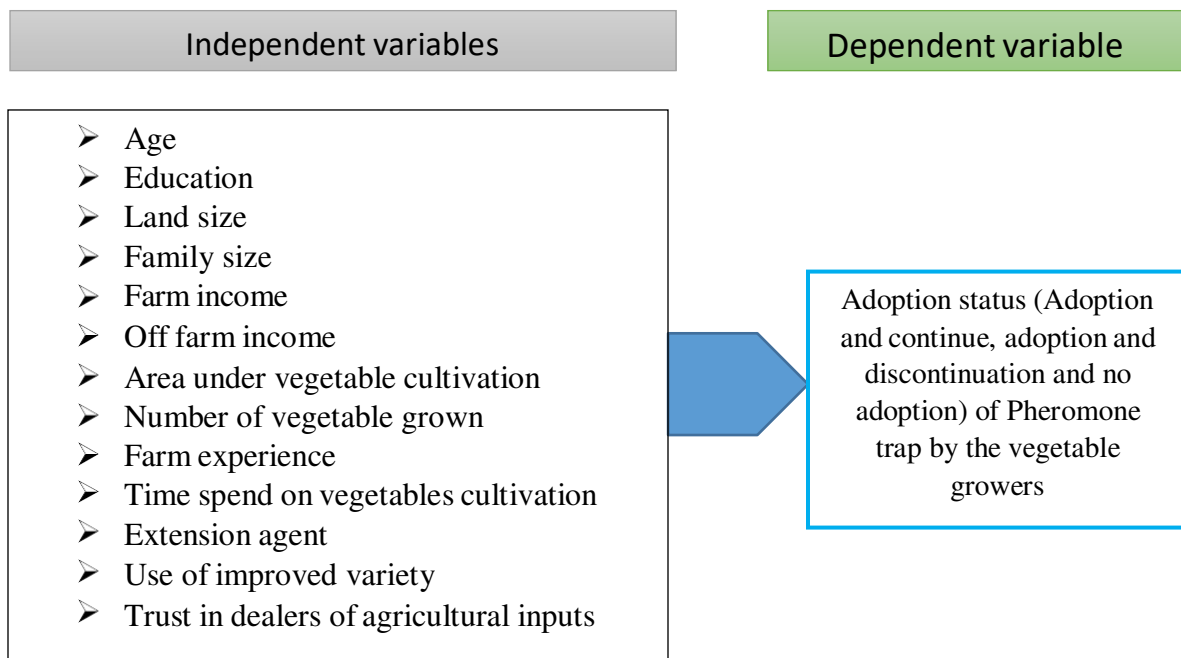 Independent variables
Dependent variable
➢ Age
➢ Education
➢ Land size
➢ Family size
➢ Farm income
➢ Off farm income
➢ Area under vegetable cultivation
➢ Number of vegetable grown
➢ Farm experience
➢ Time spend on vegetables cultivation
➢ Extension agent
➢ Use of improved variety
➢ Trust in dealers of agricultural inputs
Adoption status (Adoption
and continue, adoption and
discontinuation and no
adoption) of Pheromone
trap by the vegetable
growers